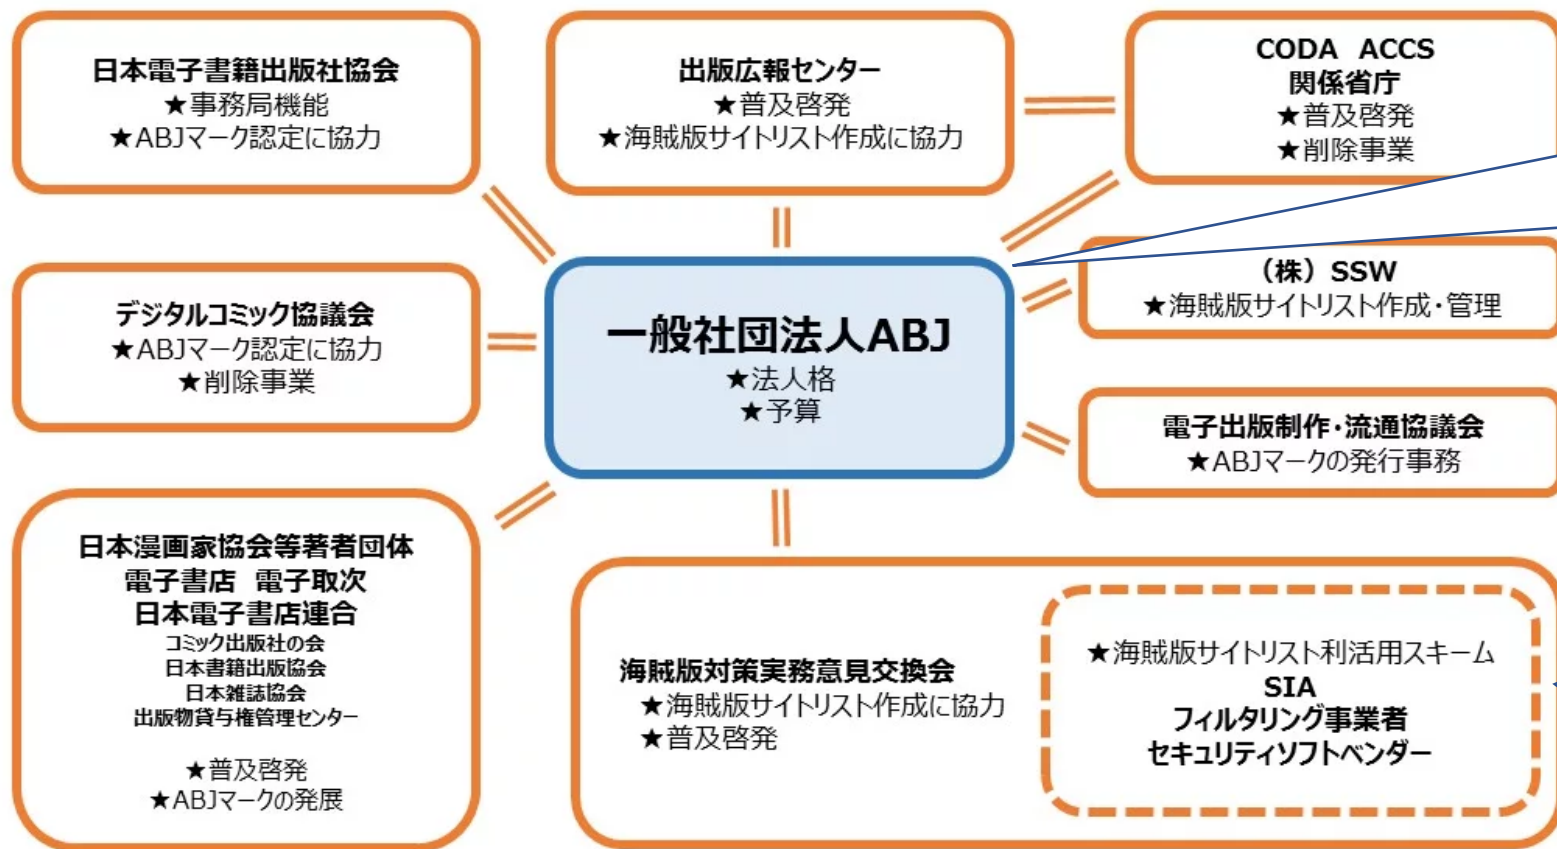 日本電子書籍出版社協会
★事務局機能
★ABJマーク認定に協力
出版広報センター
★普及啓発
★海賊版サイトリスト作成に協力
CODA ACCS
関係省庁
★普及啓発
★削除事業
デジタルコミック協議会
★ABJマーク認定に協力
★削除事業
一般社団法人ABJ
★法人格
★予算
（株）SSW
★海賊版サイトリスト作成・管理
電子出版制作・流通協議会
★ABJマークの発行事務
日本漫画家協会等著者団体
電子書店 電子取次
日本電子書店連合
コミック出版社の会
日本書籍出版協会
日本雑誌協会
出版物貸与権管理センター
★普及啓発
★ABJマークの発展
海賊版対策実務意見交換会
★海賊版サイトリスト作成に協力
★普及啓発
★海賊版サイトリスト利活用スキーム
SIA
フィルタリング事業者
セキュリティソフトベンダー